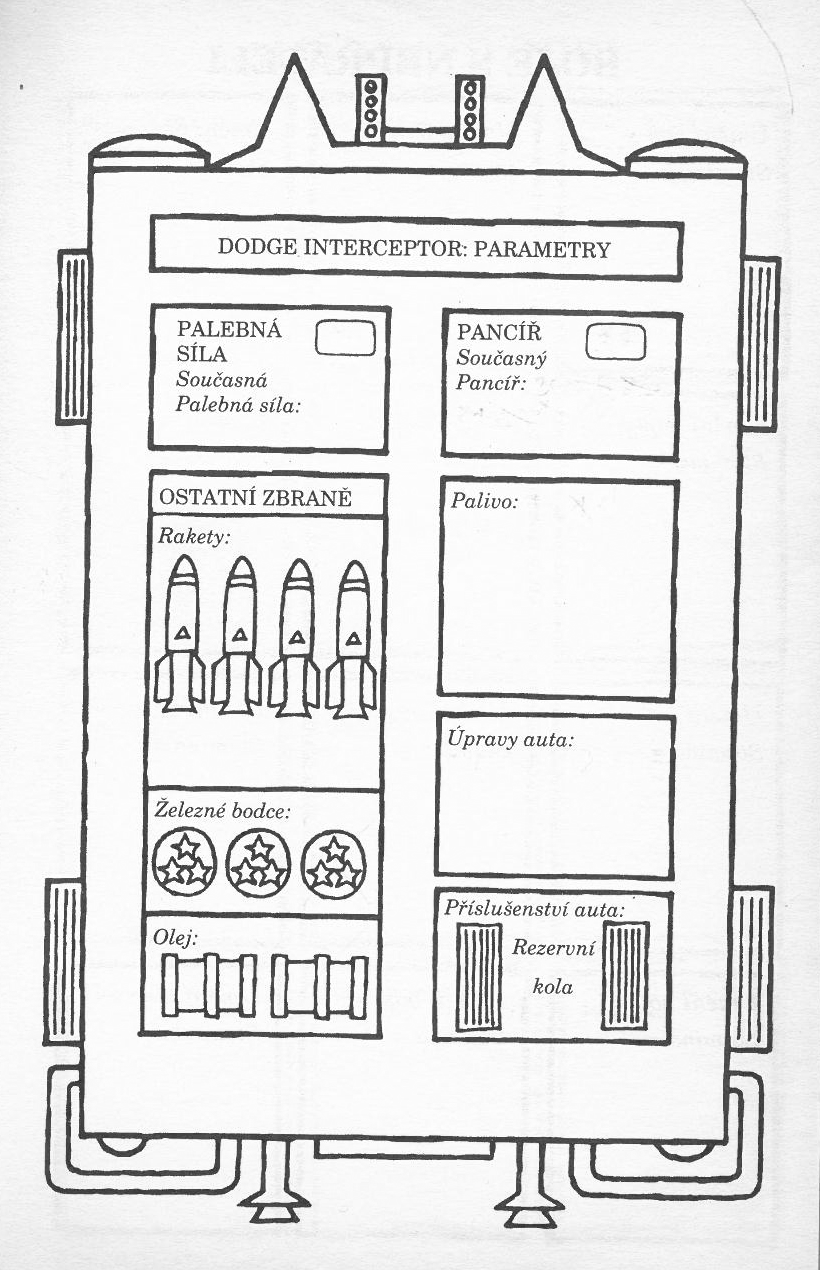 DODGE INTERCEPTOR: PARAMETRY
PALEBNÁ
SÍLA
Současná
Palebná síla:
PANCÍŘ
Současný
Pancíř:
OSTATNÍ ZBRANĚ
Rakety:
Železné bodce:
Olej:
Palivo:
Úpravy auta:
Příslušenství auta:
Rezervní
kola